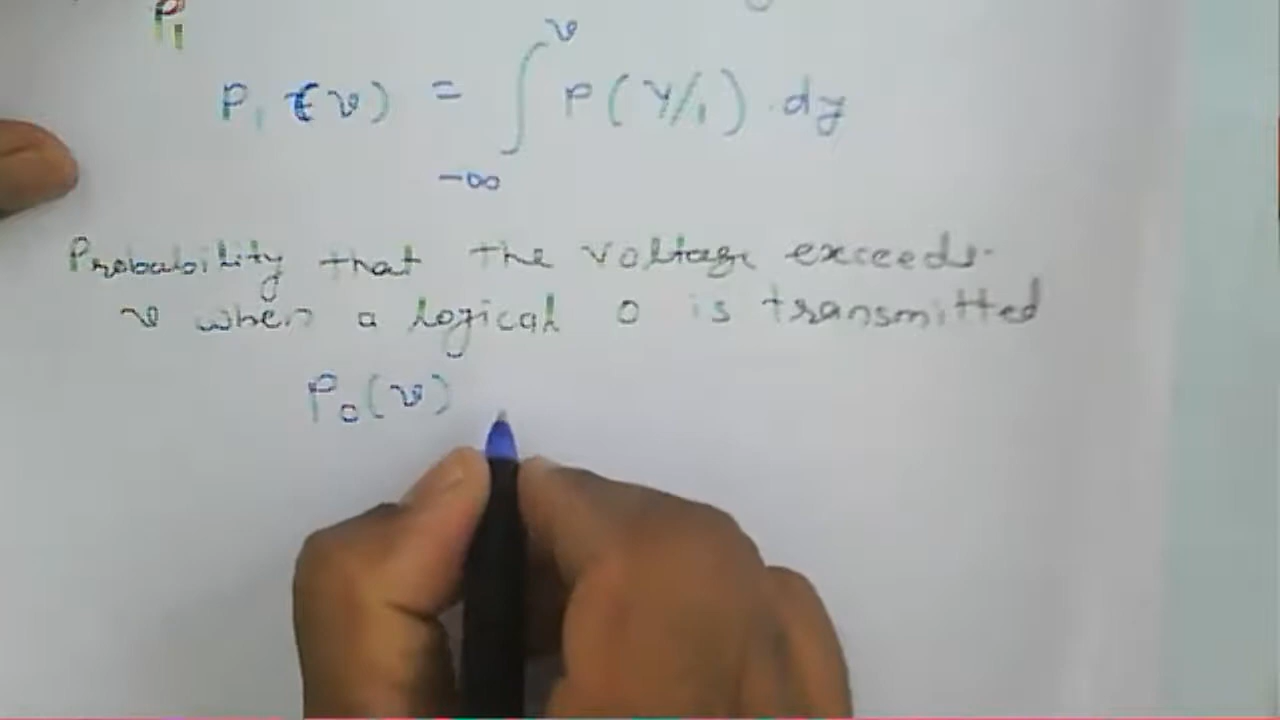 P₁
P₁ (v) = ∫_{-∞}^{v} P(Y/1) . dy
Probability that the voltage exceeds.
v when a logical 0 is transmitted
P₀(v)